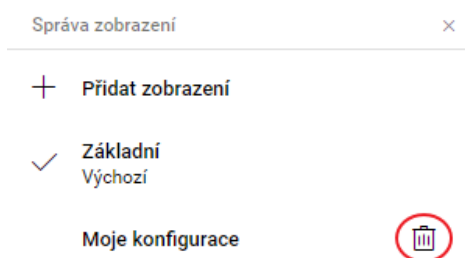 Správa zobrazení
Přidat zobrazení
Základní
Výchozí
Moje konfigurace